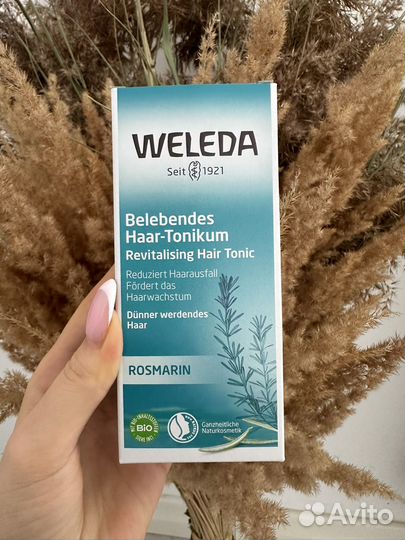 WELEDA
Seit 1921
Belebendes
Haar-Tonikum
Revitalising Hair Tonic
Reduziert Haarausfall
Fördert das
Haarwachstum
Dünner werdendes
Haar
ROSMARIN
Bio
Ganzheitliche
Naturkosmetik
Avito